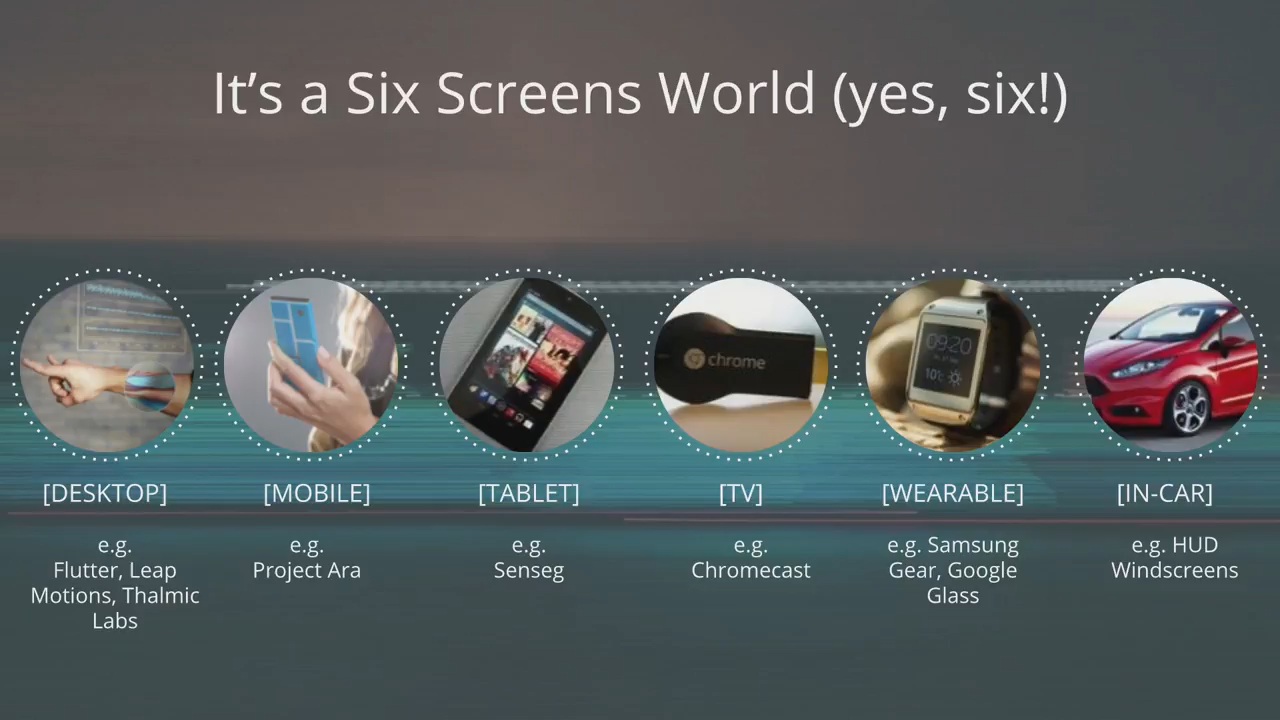 It's a Six Screens World (yes, six!)
chrome
09:20
10°c
[DESKTOP]
[MOBILE]
[TABLET]
[TV]
[WEARABLE]
[IN-CAR]
e.g.
Flutter, Leap
Motions, Thalmic
Labs
e.g.
Project Ara
e.g.
Senseg
e.g.
Chromecast
e.g. Samsung
Gear, Google
Glass
e.g. HUD
Windscreens